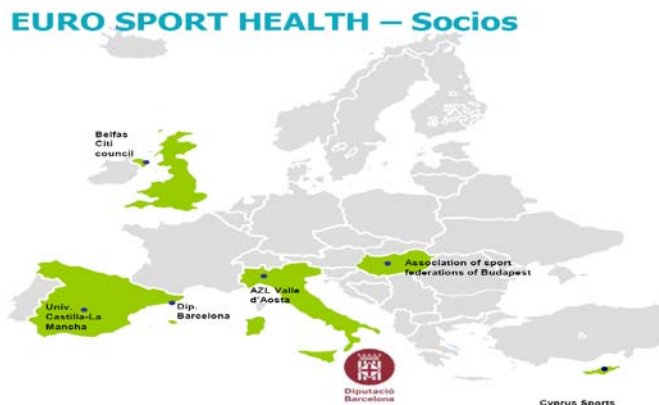 EURO SPORT HEALTH – Socios
Belfas
Citi
council
Association of sport
federations of Budapest
AZL Valle
d'Aosta
Univ.
Castilla-La
Mancha
Dip.
Barcelona
Diputació
Barcelona
Cyprus Sports